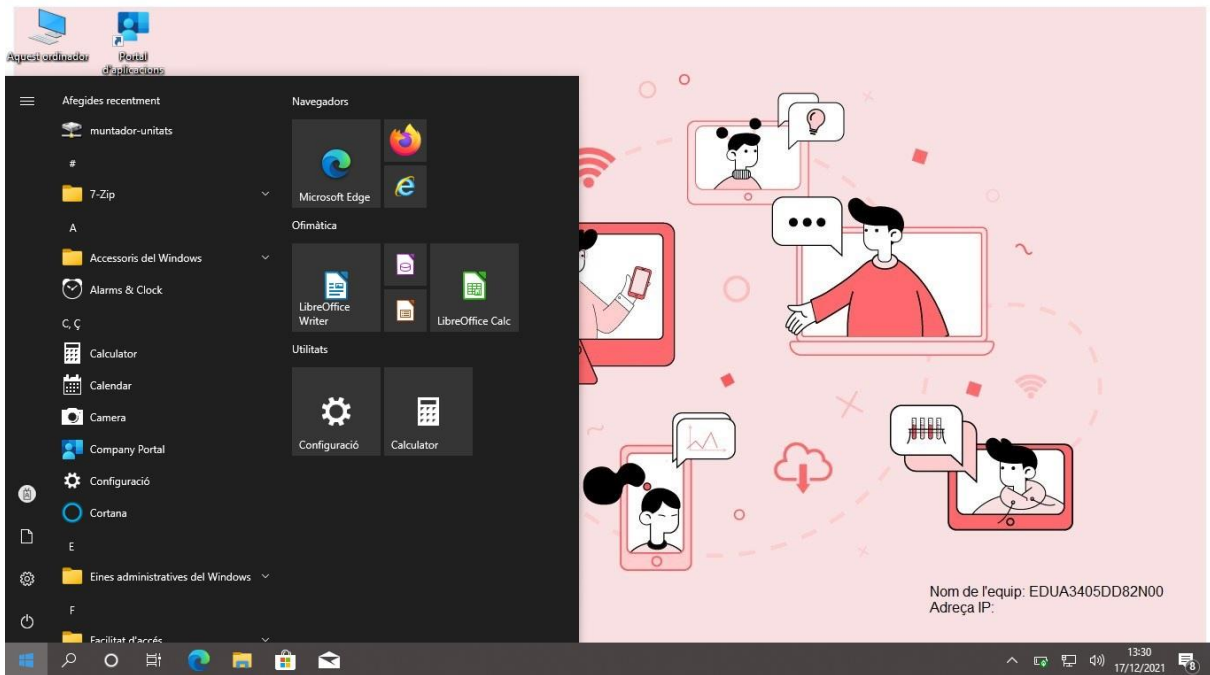 Aquest ordinador
Portal
d'aplicacions
Afegides recentment
muntador-unitats
#
7-Zip
A
Accessoris del Windows
Alarms & Clock
C, Ç
Calculator
Calendar
Camera
Company Portal
Configuració
Cortana
E
Eines administratives del Windows
F
Facilitat d'accés
Navegadors
Microsoft Edge
Ofimàtica
LibreOffice
Writer
LibreOffice Calc
Utilitats
Configuració
Calculator
Nom de l'equip: EDUA3405DD82N00
Adreça IP:
13:30
17/12/2021
8